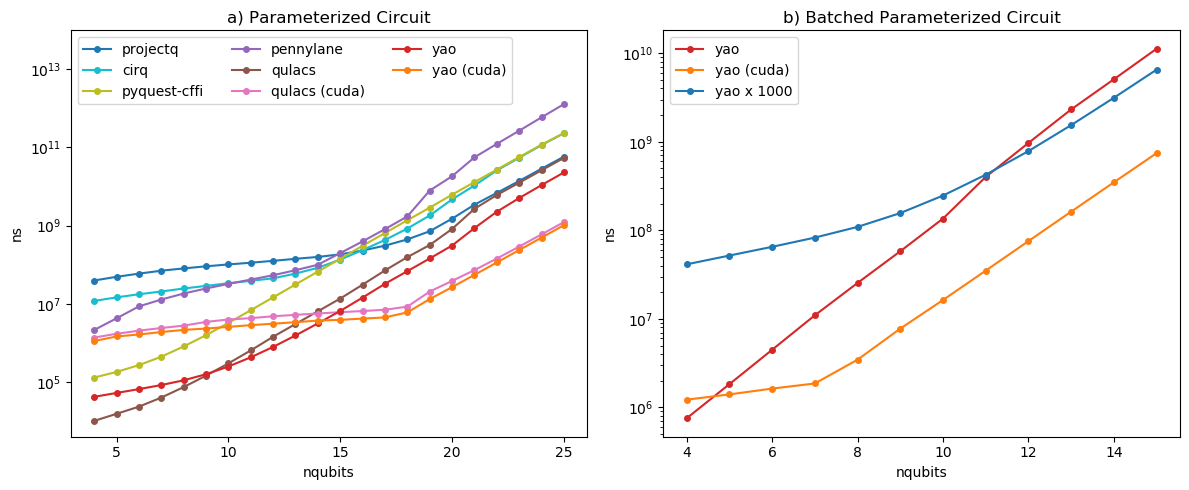 a) Parameterized Circuit
projectq
cirq
pyquest-cffi
pennylane
qulacs
qulacs (cuda)
yao
yao (cuda)
10^13
10^11
10^9
10^7
10^5
ns
5 10 15 20 25
nqubits
b) Batched Parameterized Circuit
yao
yao (cuda)
yao x 1000
10^10
10^9
10^8
10^7
10^6
ns
4 6 8 10 12 14
nqubits